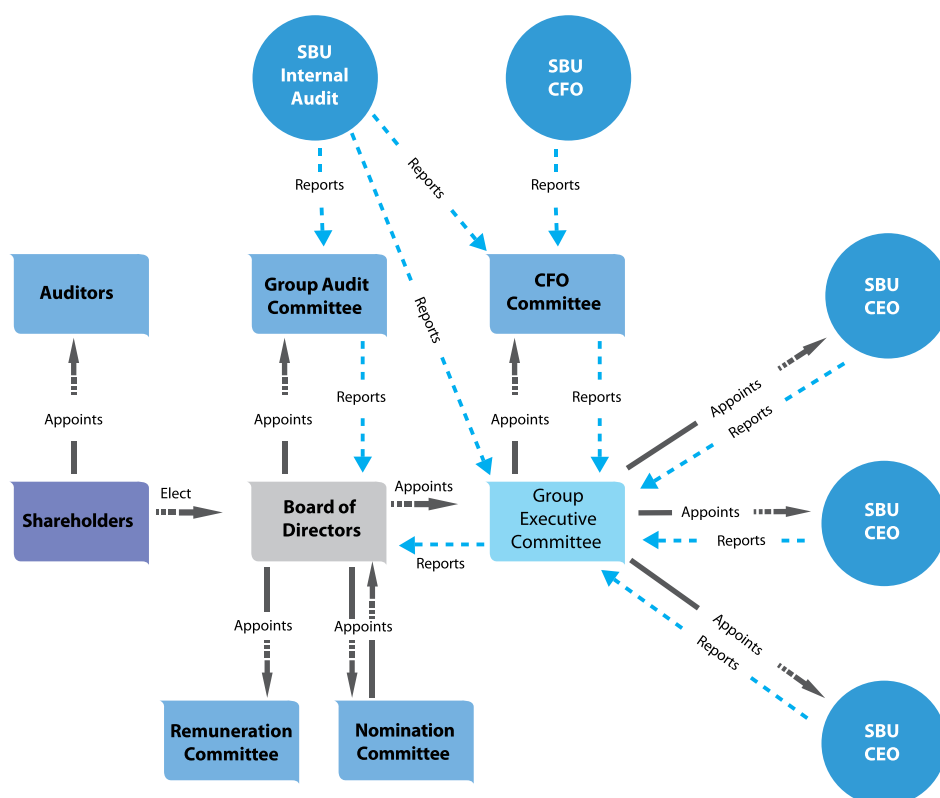 SBU
Internal
Audit
SBU
CFO
Reports
Reports
Reports
Auditors
Group Audit
Committee
CFO
Committee
SBU
CEO
Reports
Appoints
Appoints
Reports
Appoints
Reports
Appoints
Reports
Shareholders
Elect
Board of
Directors
Appoints
Reports
Group
Executive
Committee
Appoints
Reports
SBU
CEO
Appoints
Appoints
Appoints
Reports
Remuneration
Committee
Nomination
Committee
SBU
CEO